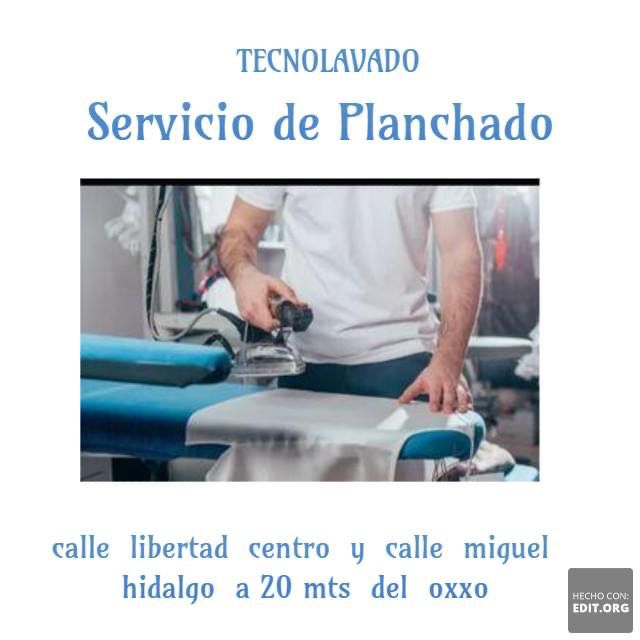 TECNOLAVADO
Servicio de Planchado
calle libertad centro y calle miguel
hidalgo a 20 mts del oxxo
HECHO CON:
EDIT.ORG